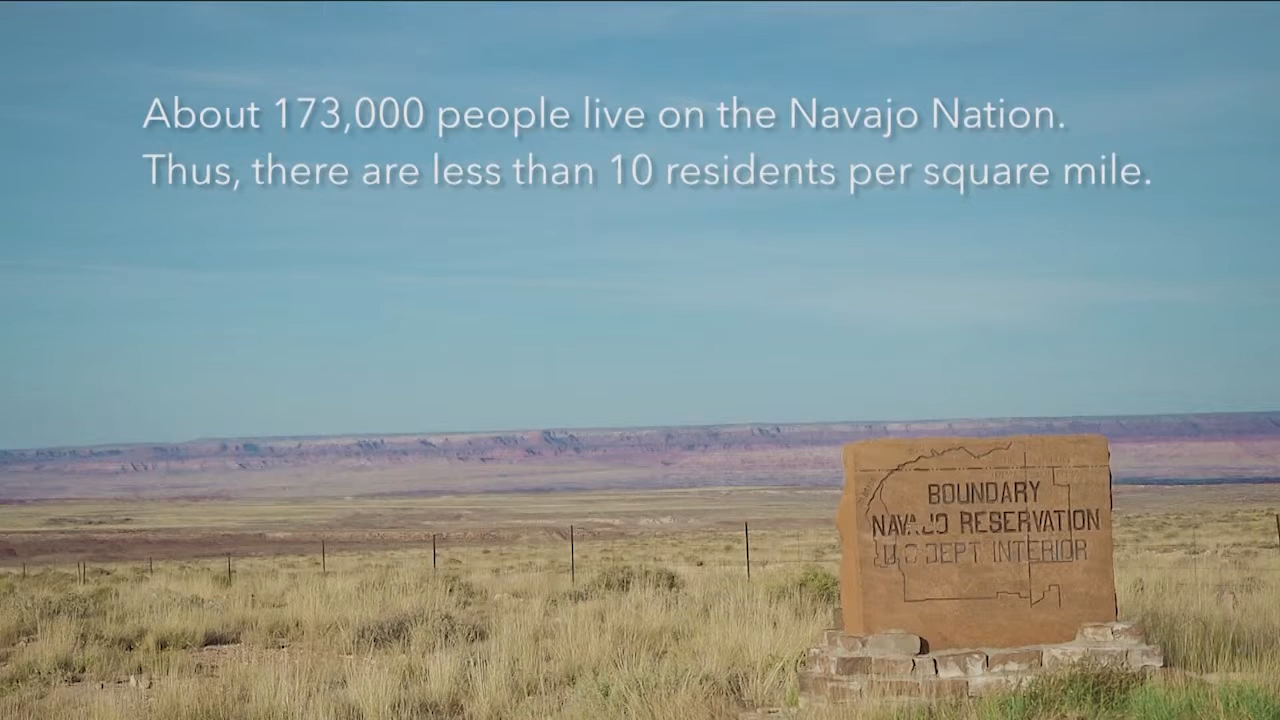 About 173,000 people live on the Navajo Nation.
Thus, there are less than 10 residents per square mile.
BOUNDARY
NAVAJO RESERVATION
U S DEPT INTERIOR